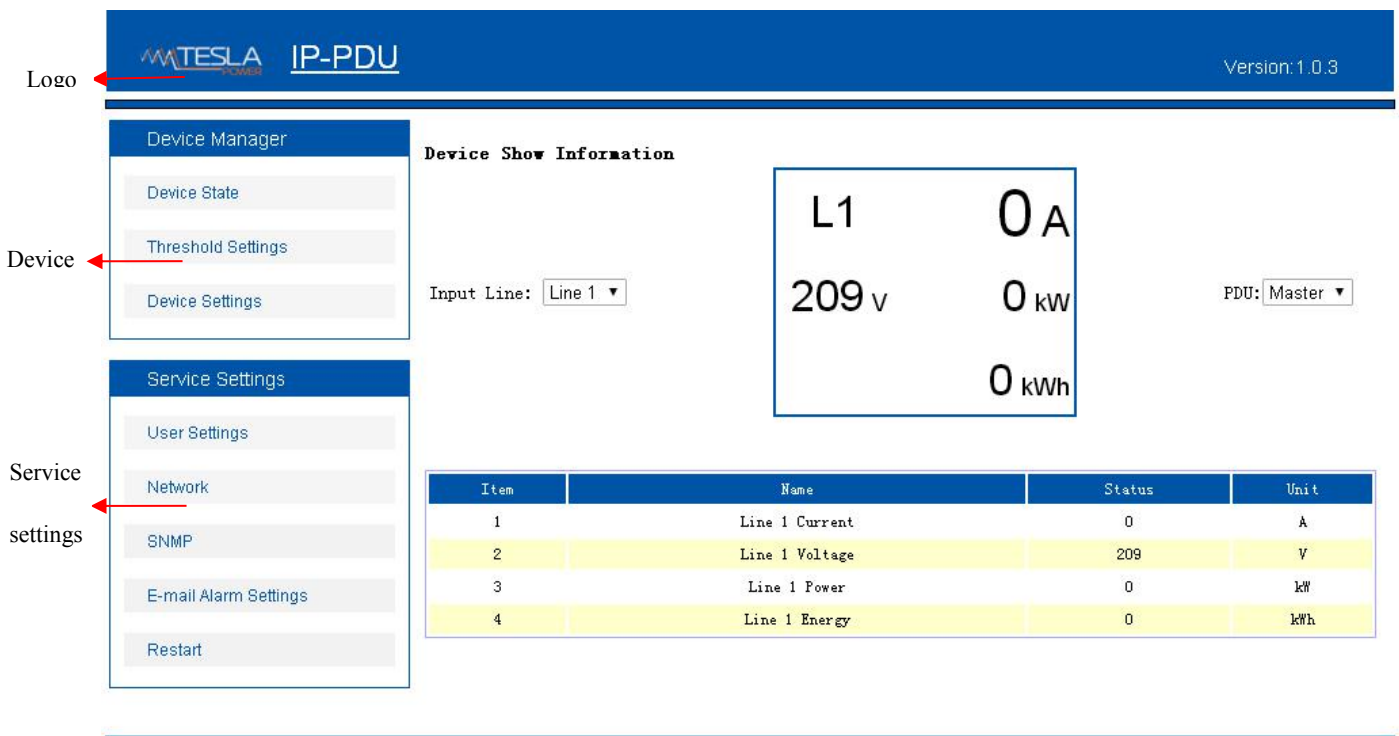 TESLA
POWER
IP-PDU
Version:1.0.3
Logo
Device Manager
Device State
Threshold Settings
Device Settings
Device
Service Settings
User Settings
Network
SNMP
E-mail Alarm Settings
Restart
Service
settings
Device Show Information
Input Line: Line 1
L1 0 A
209 V 0 kW
0 kWh
PDU: Master
Item Name Status Unit
1 Line 1 Current 0 A
2 Line 1 Voltage 209 V
3 Line 1 Power 0 kW
4 Line 1 Energy 0 kWh